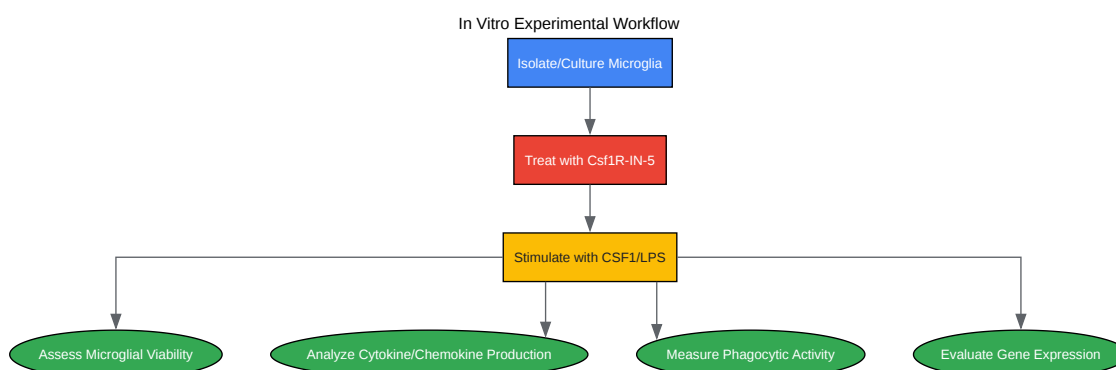 In Vitro Experimental Workflow
Isolate/Culture Microglia
Treat with Csf1R-IN-5
Stimulate with CSF1/LPS
Assess Microglial Viability
Analyze Cytokine/Chemokine Production
Measure Phagocytic Activity
Evaluate Gene Expression